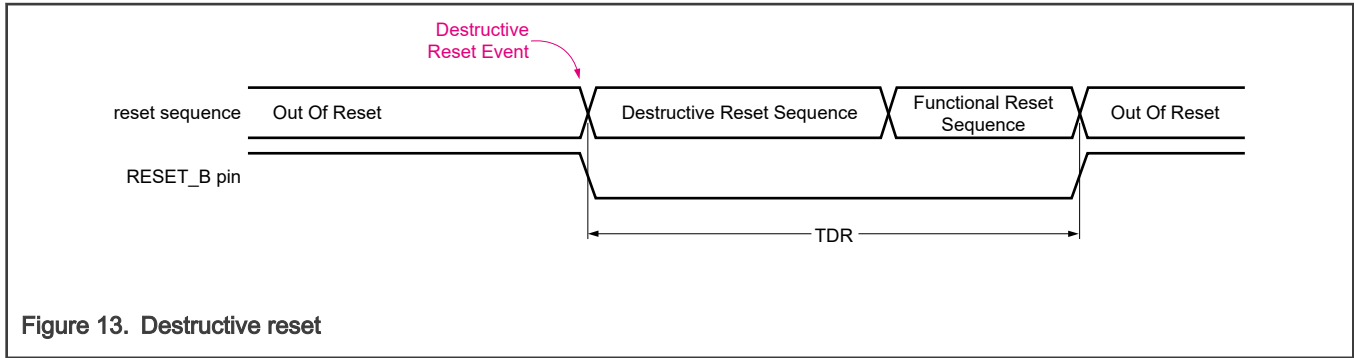 Destructive
Reset Event
reset sequence
Out Of Reset
Destructive Reset Sequence
Functional Reset
Sequence
Out Of Reset
RESET_B pin
TDR
Figure 13. Destructive reset